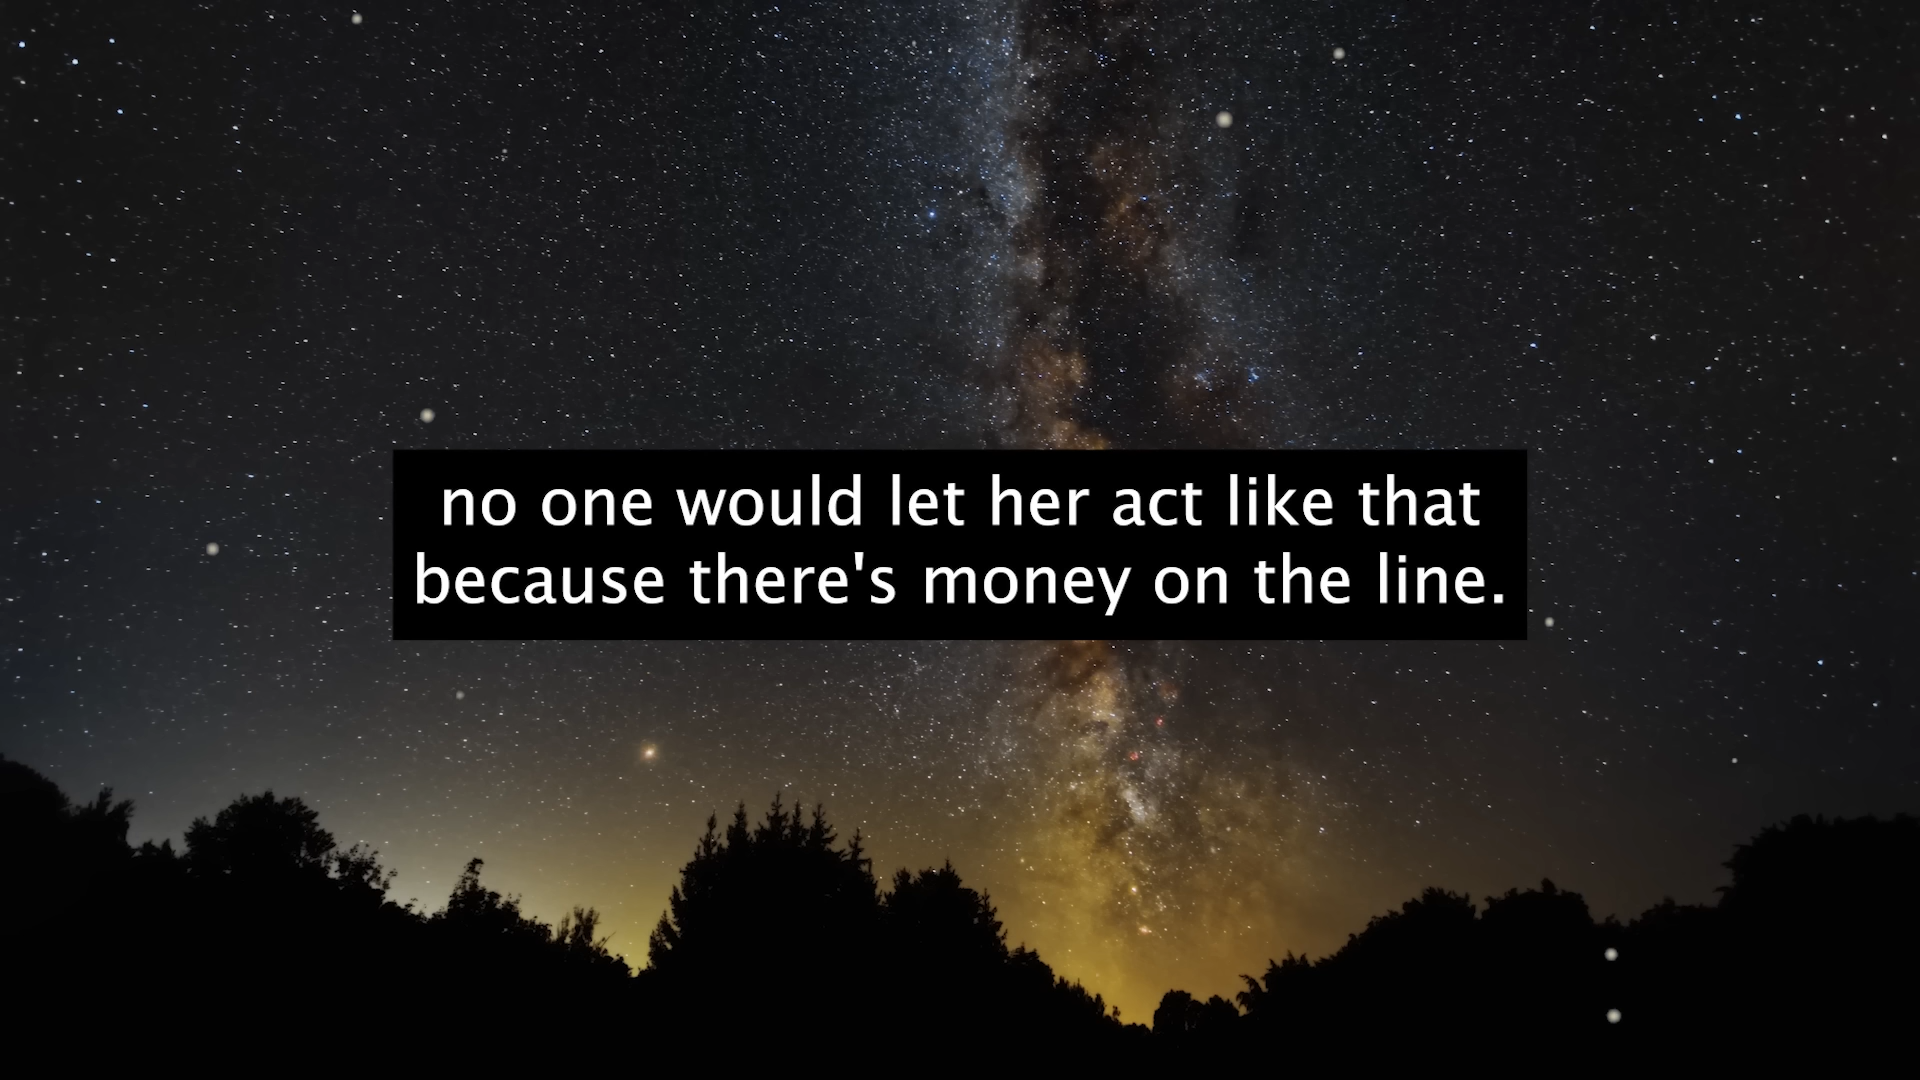 no one would let her act like that
because there's money on the line.